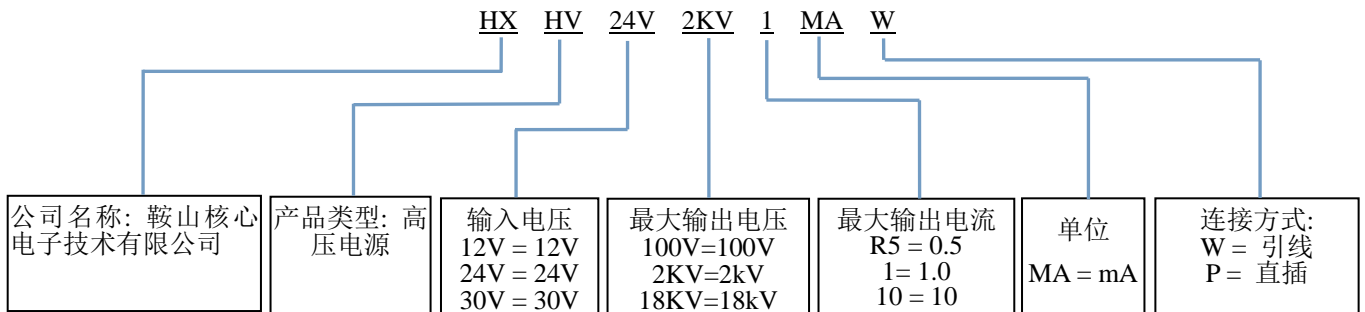 HX HV 24V 2KV 1 MA W
公司名称: 鞍山核心
电子技术有限公司
产品类型: 高
压电源
输入电压
12V = 12V
24V = 24V
30V = 30V
最大输出电压
100V=100V
2KV=2kV
18KV=18kV
最大输出电流
R5 = 0.5
1= 1.0
10 = 10
单位
MA = mA
连接方式:
W = 引线
P = 直插